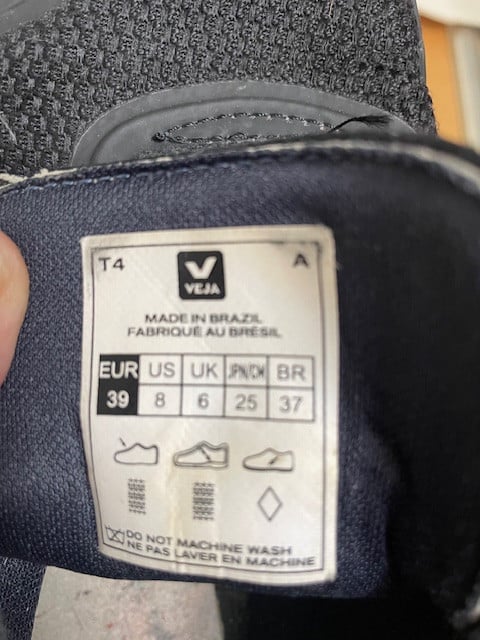 T4 A
VEJA
MADE IN BRAZIL
FABRIQUÉ AU BRÉSIL
EUR US UK JPN/CM BR
39 8 6 25 37
DO NOT MACHINE WASH
NE PAS LAVER EN MACHINE